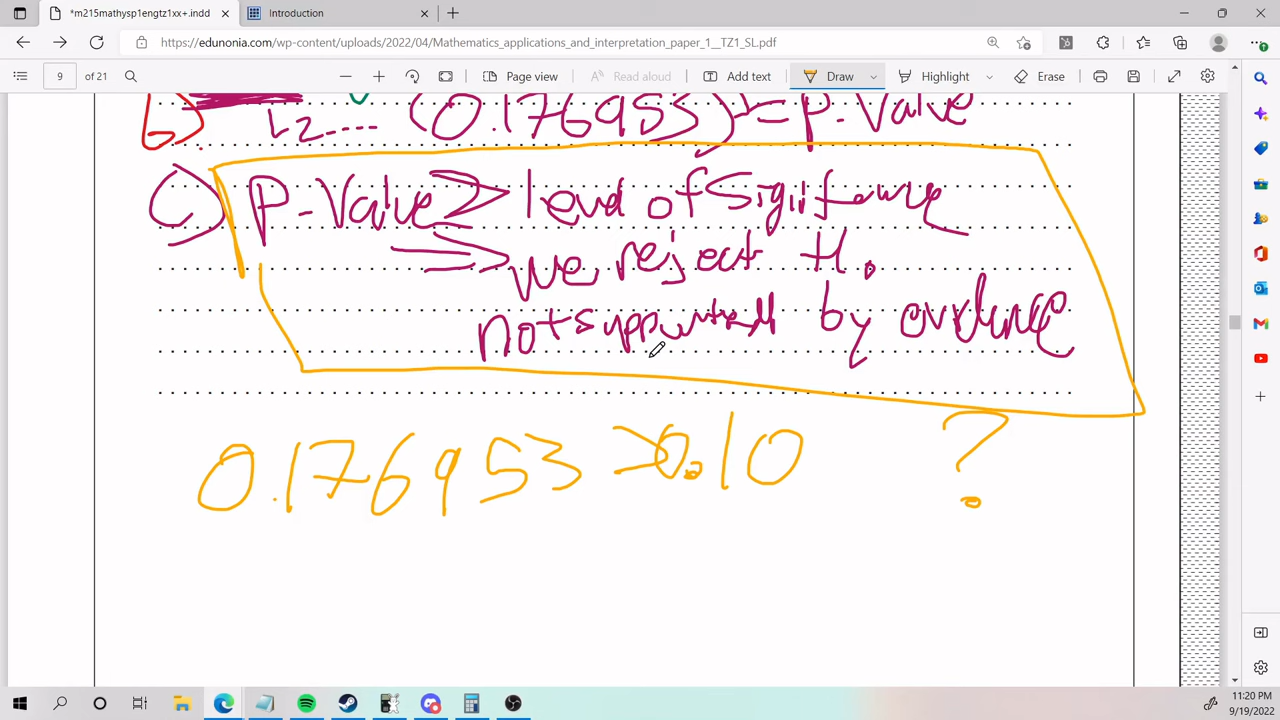 *m215mathysp1engtz1xx+.indd
Introduction
https://edunonia.com/wp-content/uploads/2022/04/Mathematics_applications_and_interpretation_paper_1__TZ1_SL.pdf
9 of 21 Page view Read aloud Add text Draw Highlight Erase
b) (0.176953) = P-Value
c) P-Value > level of
=> we reject H0
not supported by evidence
0.176953 > 0.10 ?
11:20 PM
9/19/2022